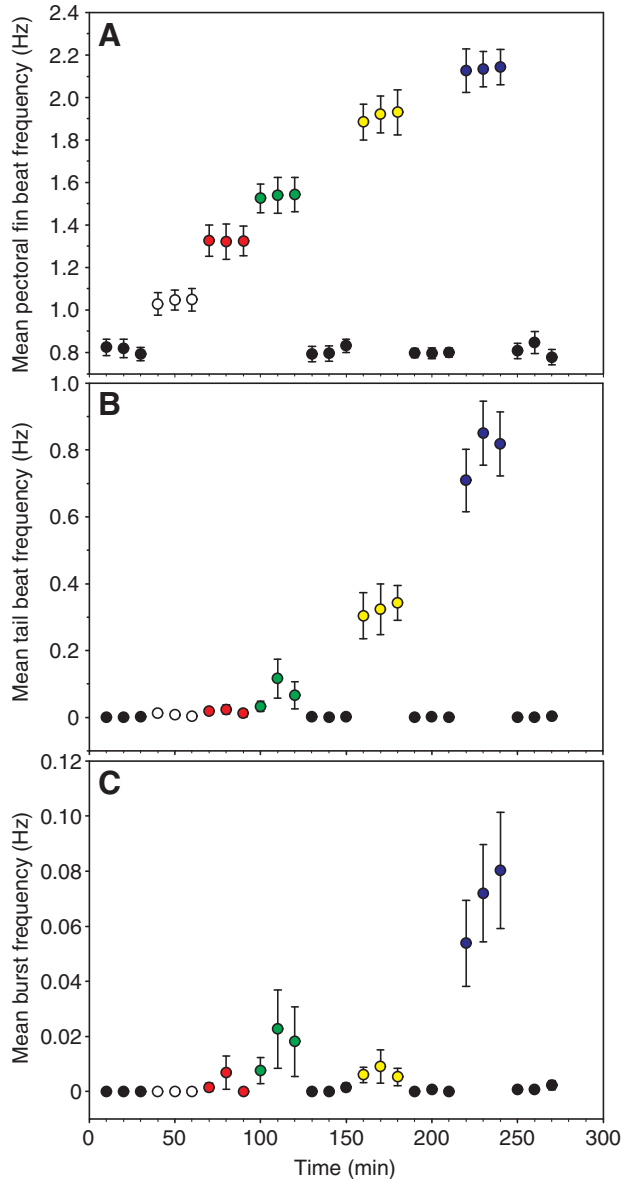 A
Mean pectoral fin beat frequency (Hz)
2.4
2.2
2.0
1.8
1.6
1.4
1.2
1.0
0.8
B
Mean tail beat frequency (Hz)
1.0
0.8
0.6
0.4
0.2
0
C
Mean burst frequency (Hz)
0.12
0.10
0.08
0.06
0.04
0.02
0
0 50 100 150 200 250 300
Time (min)